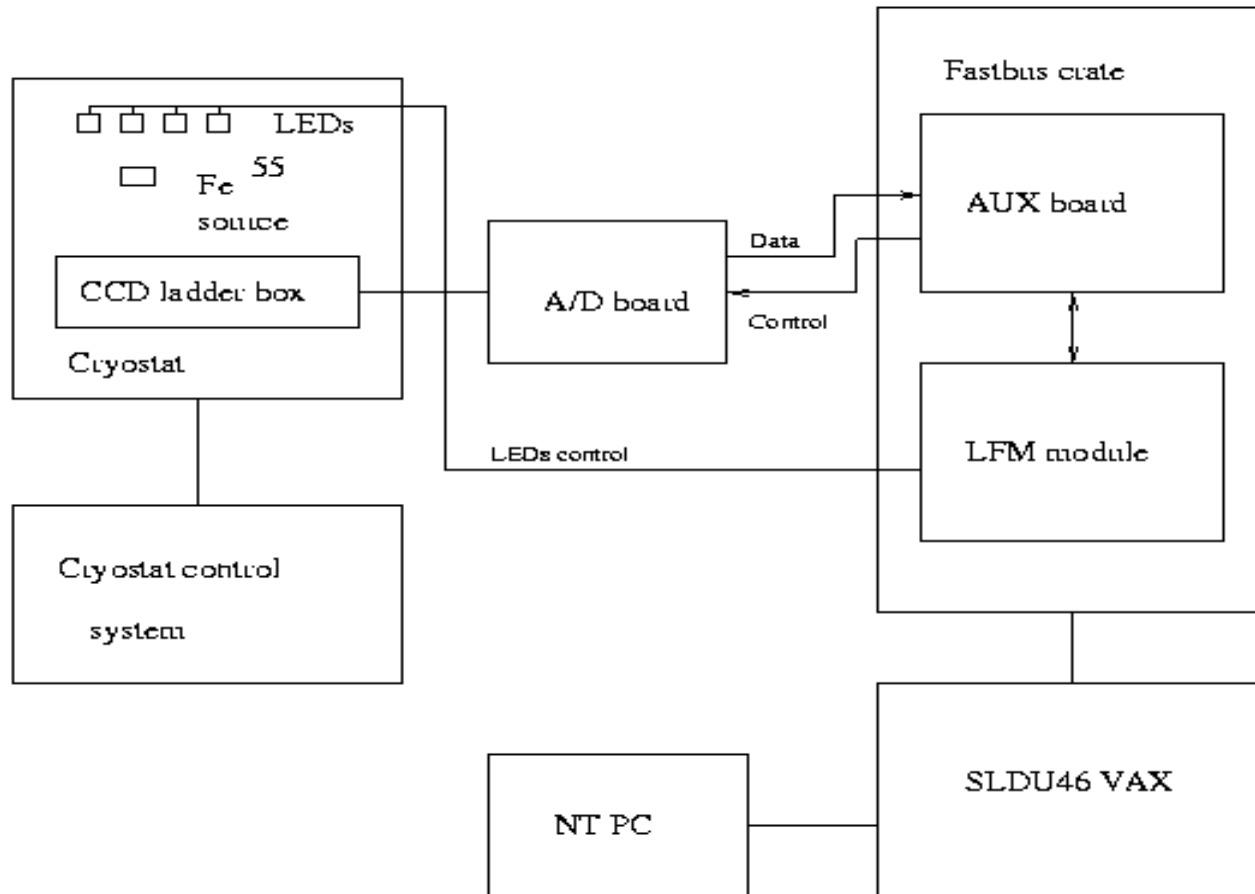 Fastbus crate
LEDs
55
Fe
source
AUX board
Data
CCD ladder box
A/D board
Control
Cryostat
LEDs control
LFM module
Cryostat control
system
SLDU46 VAX
NT PC